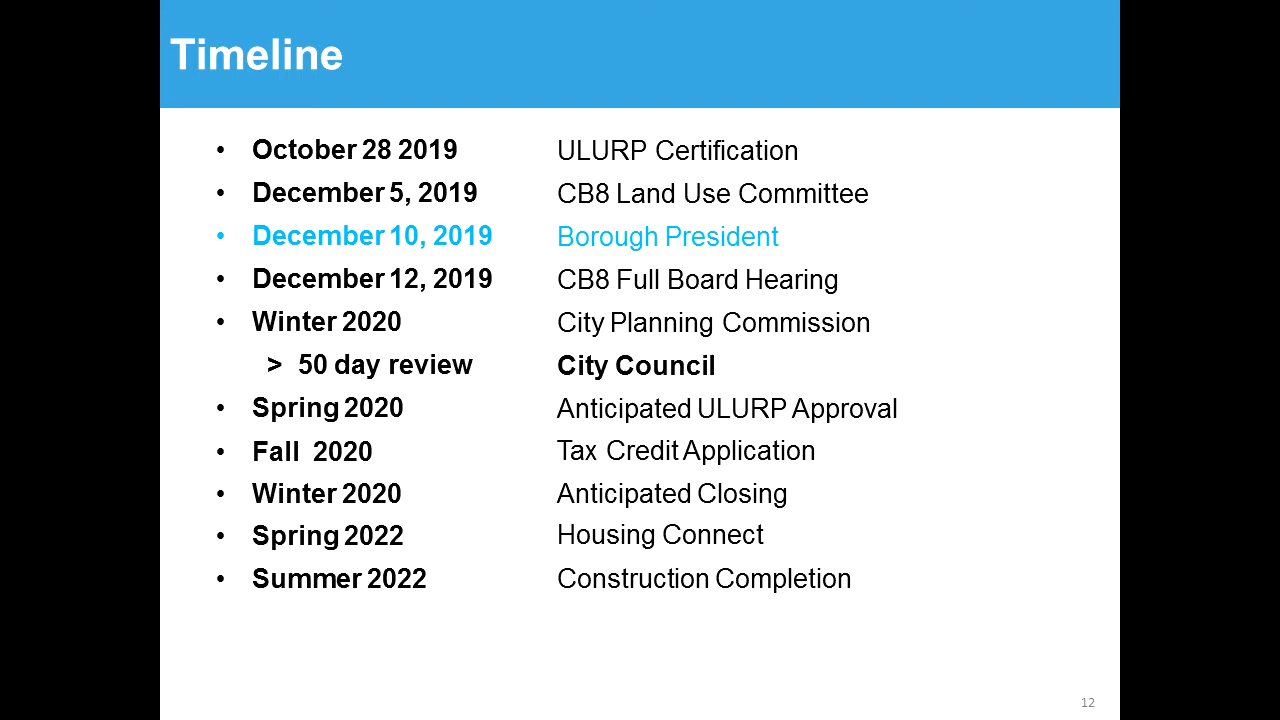 Timeline
• October 28 2019 ULURP Certification
• December 5, 2019 CB8 Land Use Committee
• December 10, 2019 Borough President
• December 12, 2019 CB8 Full Board Hearing
• Winter 2020 City Planning Commission
> 50 day review City Council
• Spring 2020 Anticipated ULURP Approval
• Fall 2020 Tax Credit Application
• Winter 2020 Anticipated Closing
• Spring 2022 Housing Connect
• Summer 2022 Construction Completion
12